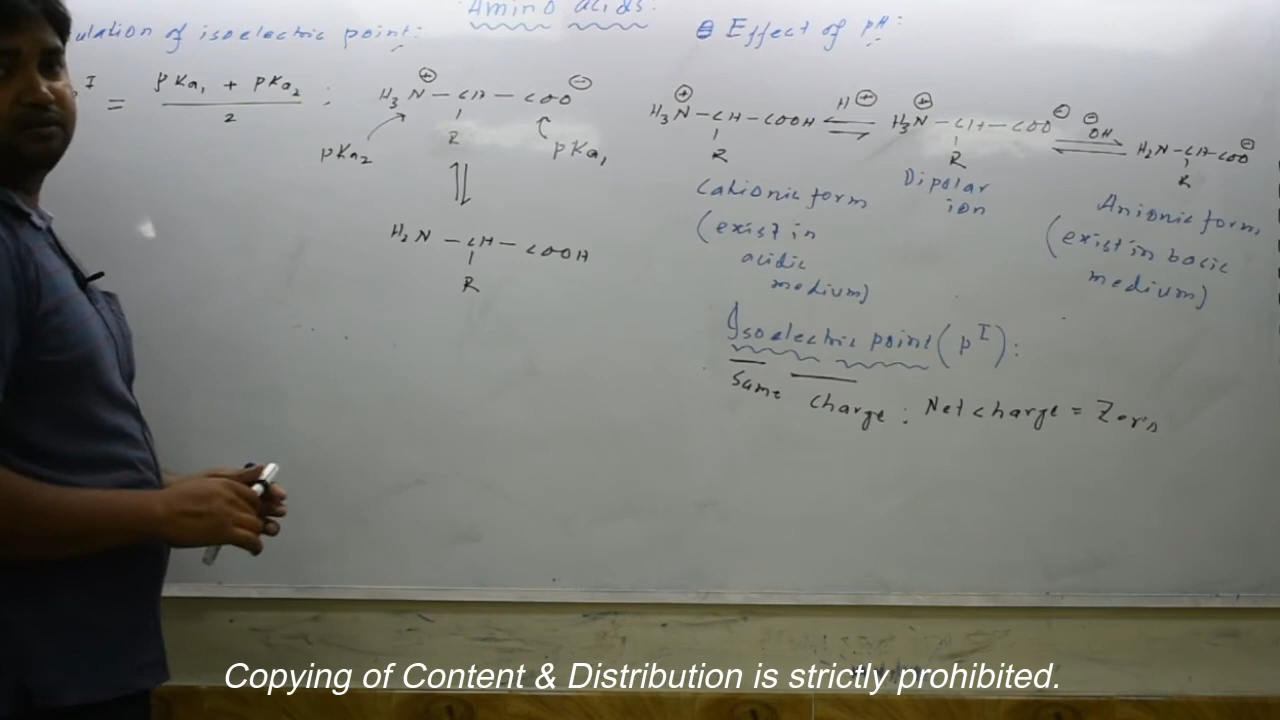 Amino acids:
ulation of isoelectric point:
I = pKa₁ + pKa₂ / 2 :
H₃N⊕ — CH — COO⊖
R
pKa₂
pKa₁
H₂N — CH — COOH
R
Effect of pH:
H₃N⊕ — CH — COOH ⇌ H⊕ H₃N⊕ — CH — COO⊖ ⇌ ⊖OH H₂N — CH — COO⊖
R R R
Cationic form
(exist in
acidic
medium)
Dipolar
ion
Anionic form,
(exist in basic
medium)
Isoelectric point (pI):
Same charge : Net charge =
Copying of Content & Distribution is strictly prohibited.